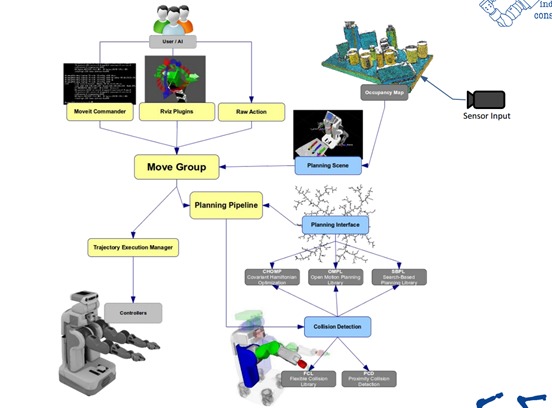 ind
cons
User / AI
Moveit Commander
Rviz Plugins
Raw Action
Occupancy Map
Sensor Input
Move Group
Planning Scene
Planning Pipeline
Planning Interface
Trajectory Execution Manager
CHOMP
Covariant Hamiltonian
Optimization
OMPL
Open Motion Planning
Library
SBPL
Search-Based
Planning Library
Controllers
Collision Detection
FCL
Flexible Collision
Library
PCD
Proximity Collision
Detection